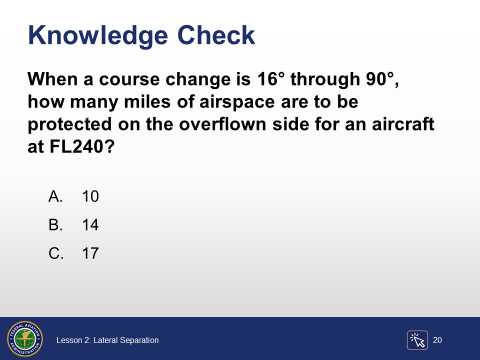 Knowledge Check
When a course change is 16° through 90°,
how many miles of airspace are to be
protected on the overflown side for an aircraft
at FL240?
A. 10
B. 14
C. 17
Lesson 2: Lateral Separation
20